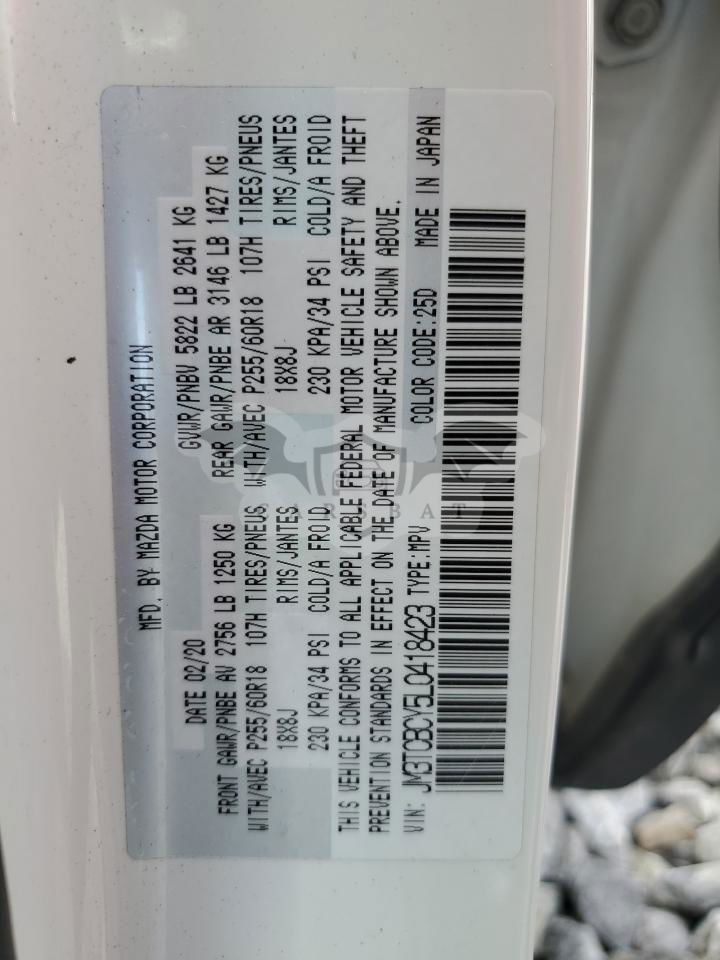 MFD. BY MAZDA MOTOR CORPORATION
DATE 02/20 GVWR/PNBV 5822 LB 2641 KG
FRONT GAWR/PNBE AV 2756 LB 1250 KG REAR GAWR/PNBE AR 3146 LB 1427 KG
WITH/AVEC P255/60R18 107H TIRES/PNEUS, WITH/AVEC P255/60R18 107H TIRES/PNEUS
18X8J RIMS/JANTES 18X8J RIMS/JANTES
230 KPA/34 PSI COLD/A FROID 230 KPA/34 PSI COLD/A FROID
THIS VEHICLE CONFORMS TO ALL APPLICABLE FEDERAL MOTOR VEHICLE SAFETY AND THEFT
PREVENTION STANDARDS IN EFFECT ON THE DATE OF MANUFACTURE SHOWN ABOVE.
VIN: JM3TCBCY5L0418423 TYPE:MPV COLOR CODE:25D MADE IN JAPAN
CARSBAT